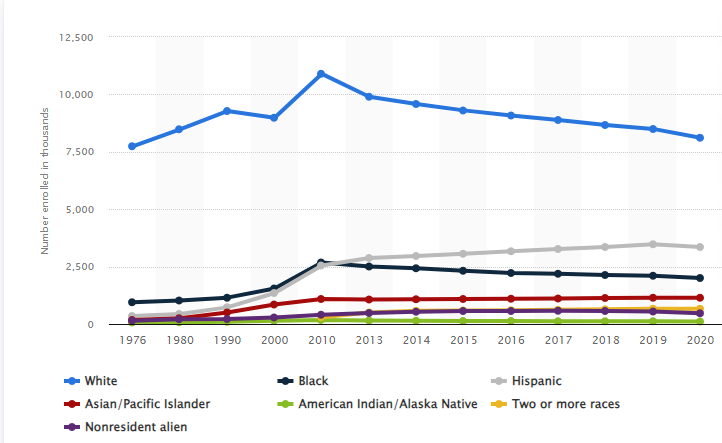 12,500
10,000
7,500
5,000
2,500
0
Number enrolled in thousands
1976 1980 1990 2000 2010 2013 2014 2015 2016 2017 2018 2019 2020
White Black Hispanic
Asian/Pacific Islander American Indian/Alaska Native Two or more races
Nonresident alien